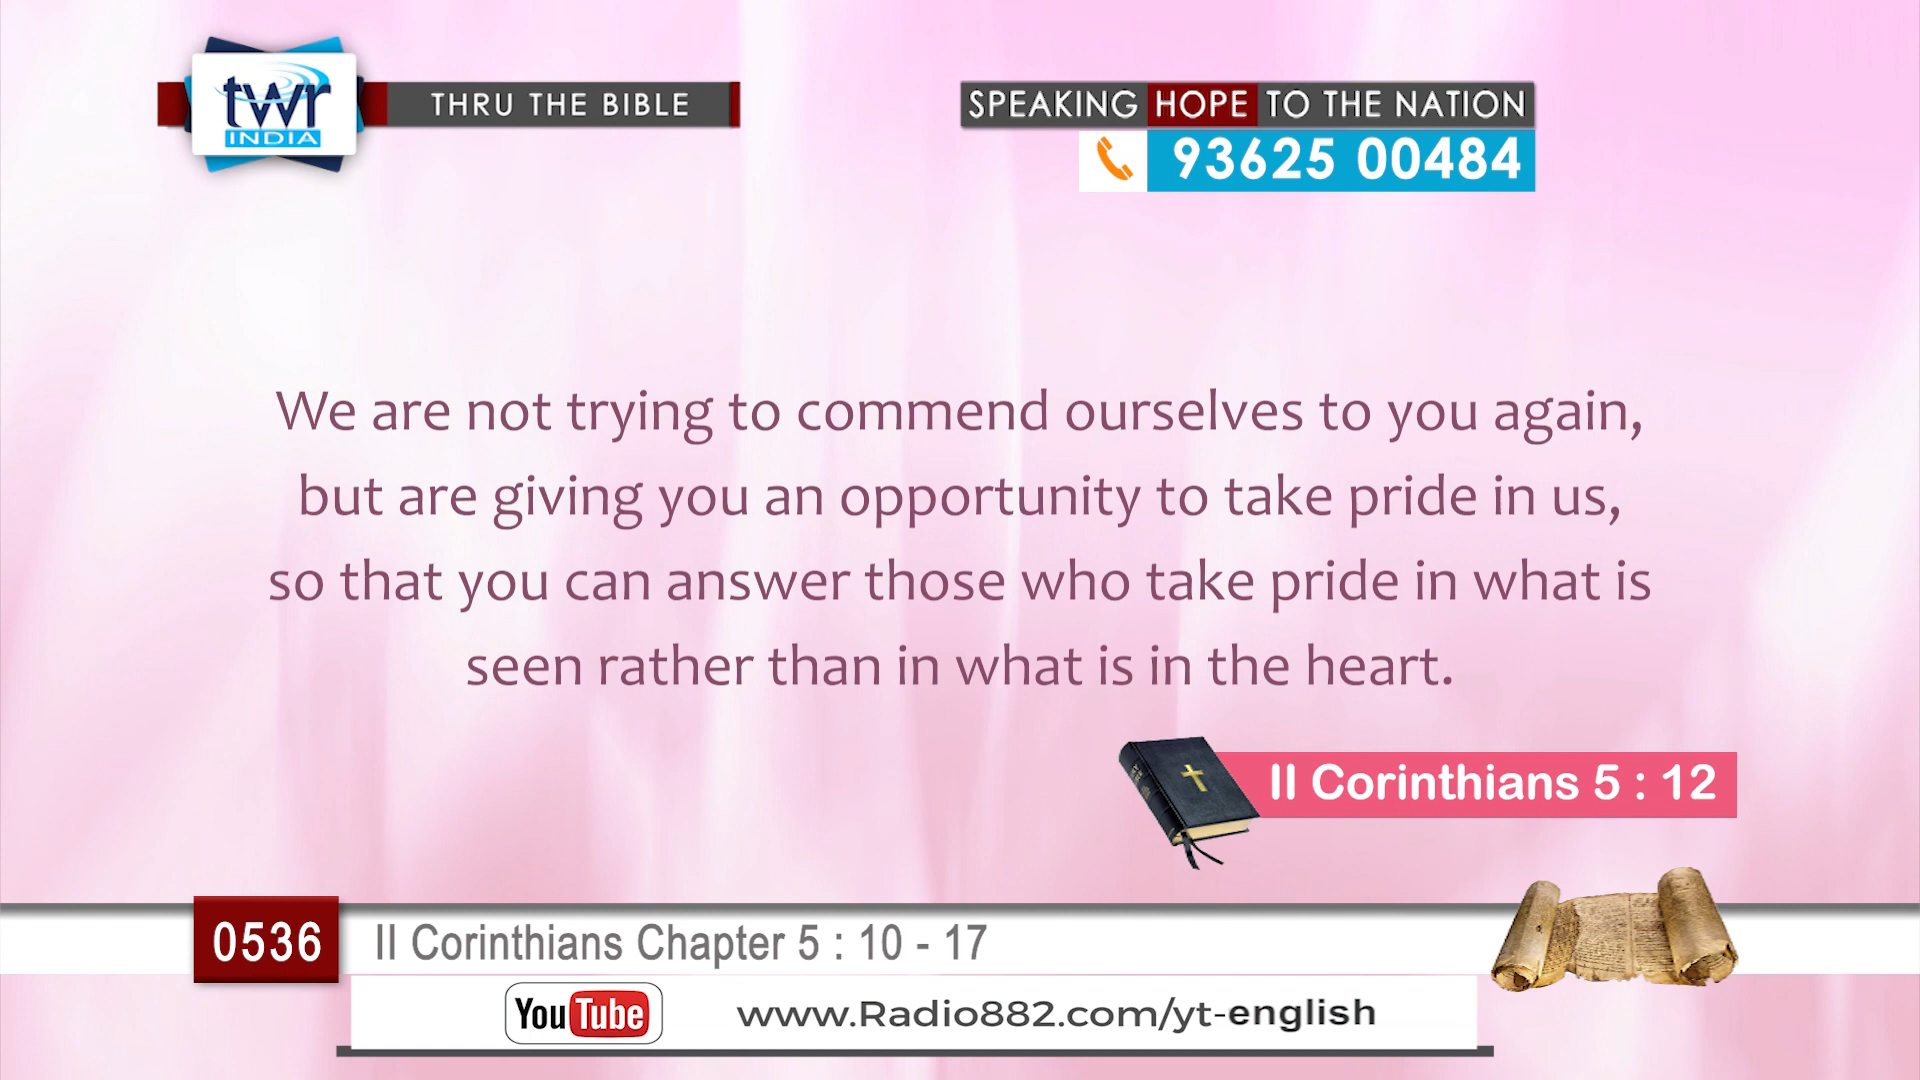 twr
INDIA
THRU THE BIBLE
SPEAKING HOPE TO THE NATION
93625 00484
We are not trying to commend ourselves to you again,
but are giving you an opportunity to take pride in us,
so that you can answer those who take pride in what is
seen rather than in what is in the heart.
II Corinthians 5 : 12
0536
II Corinthians Chapter 5 : 10 - 17
YouTube
www.Radio882.com/yt-english